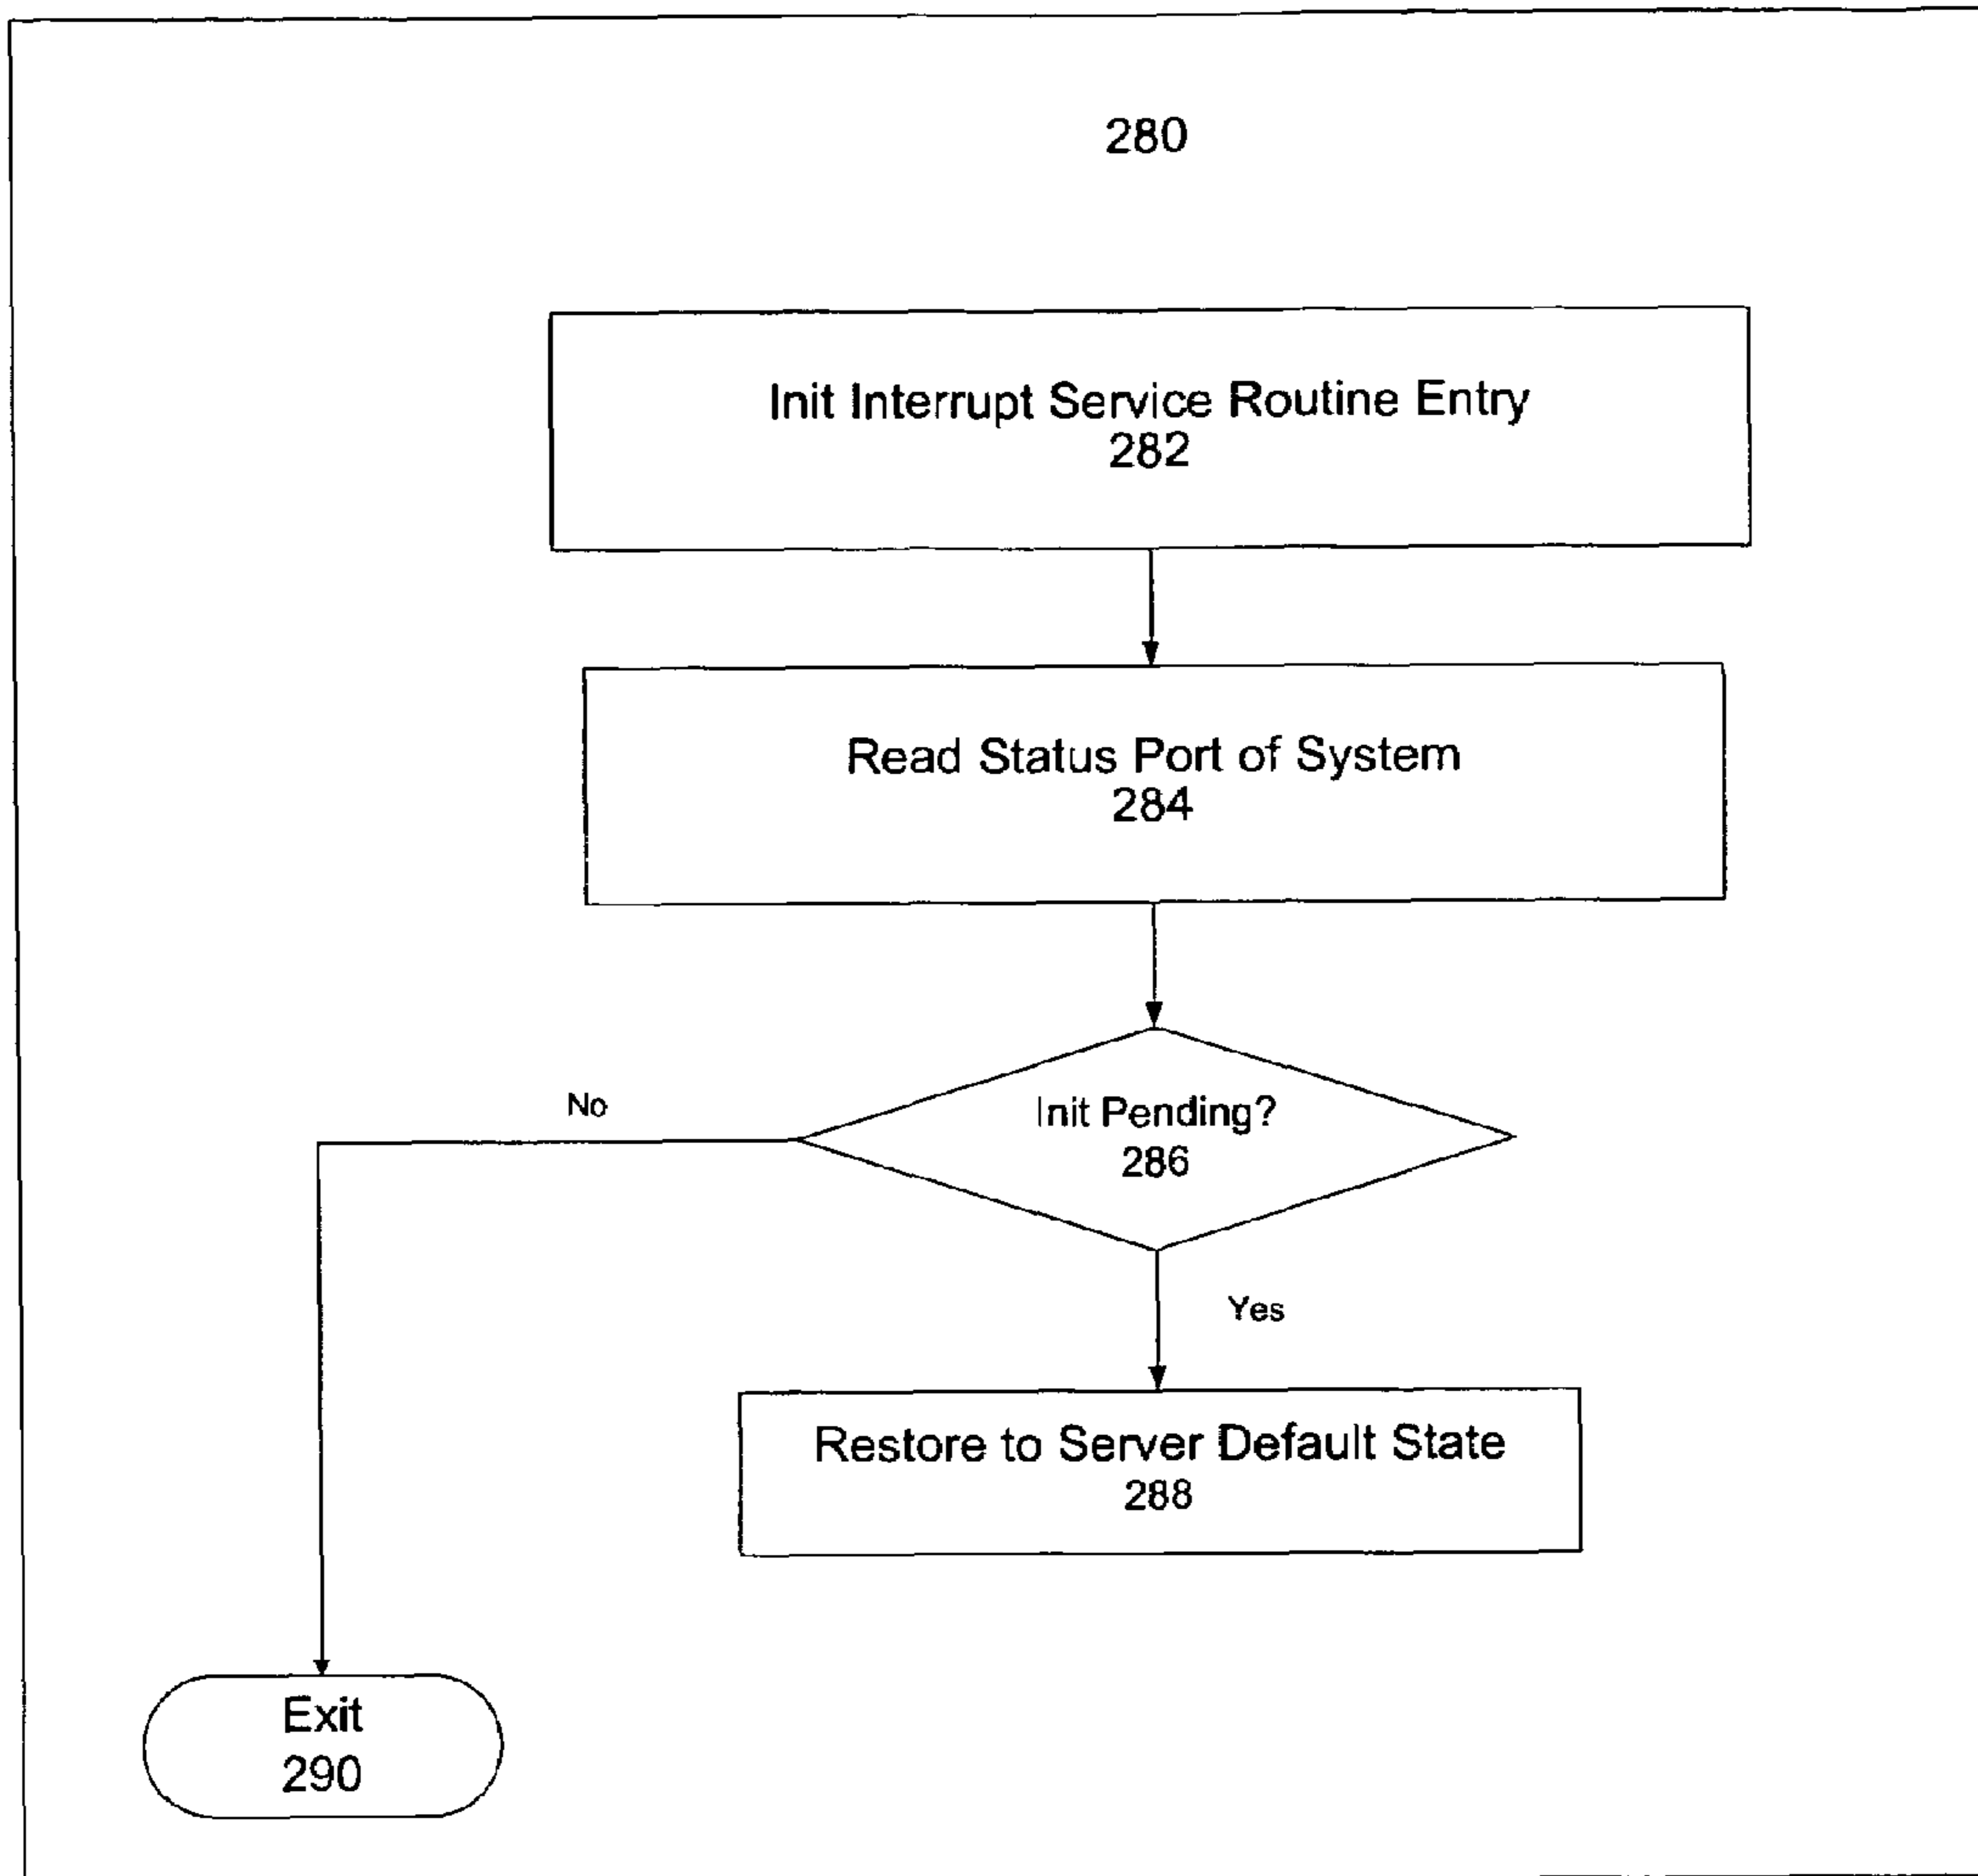 280
Init Interrupt Service Routine Entry
282
Read Status Port of System
284
Init Pending?
286
No
Yes
Restore to Server Default State
288
Exit
290